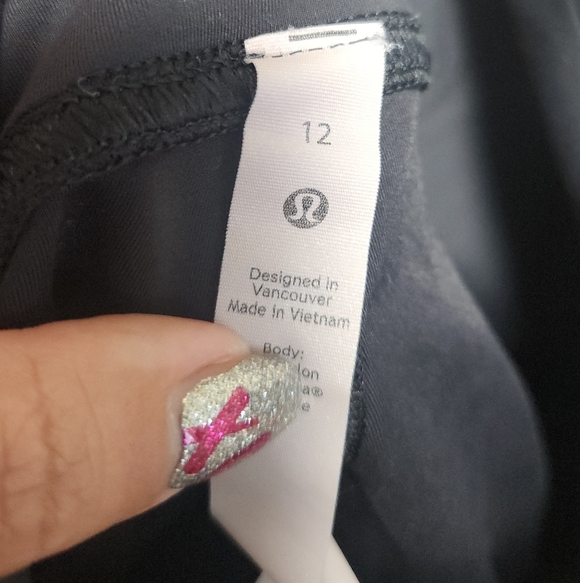 12
Designed in
Vancouver
Made in Vietnam
Body: